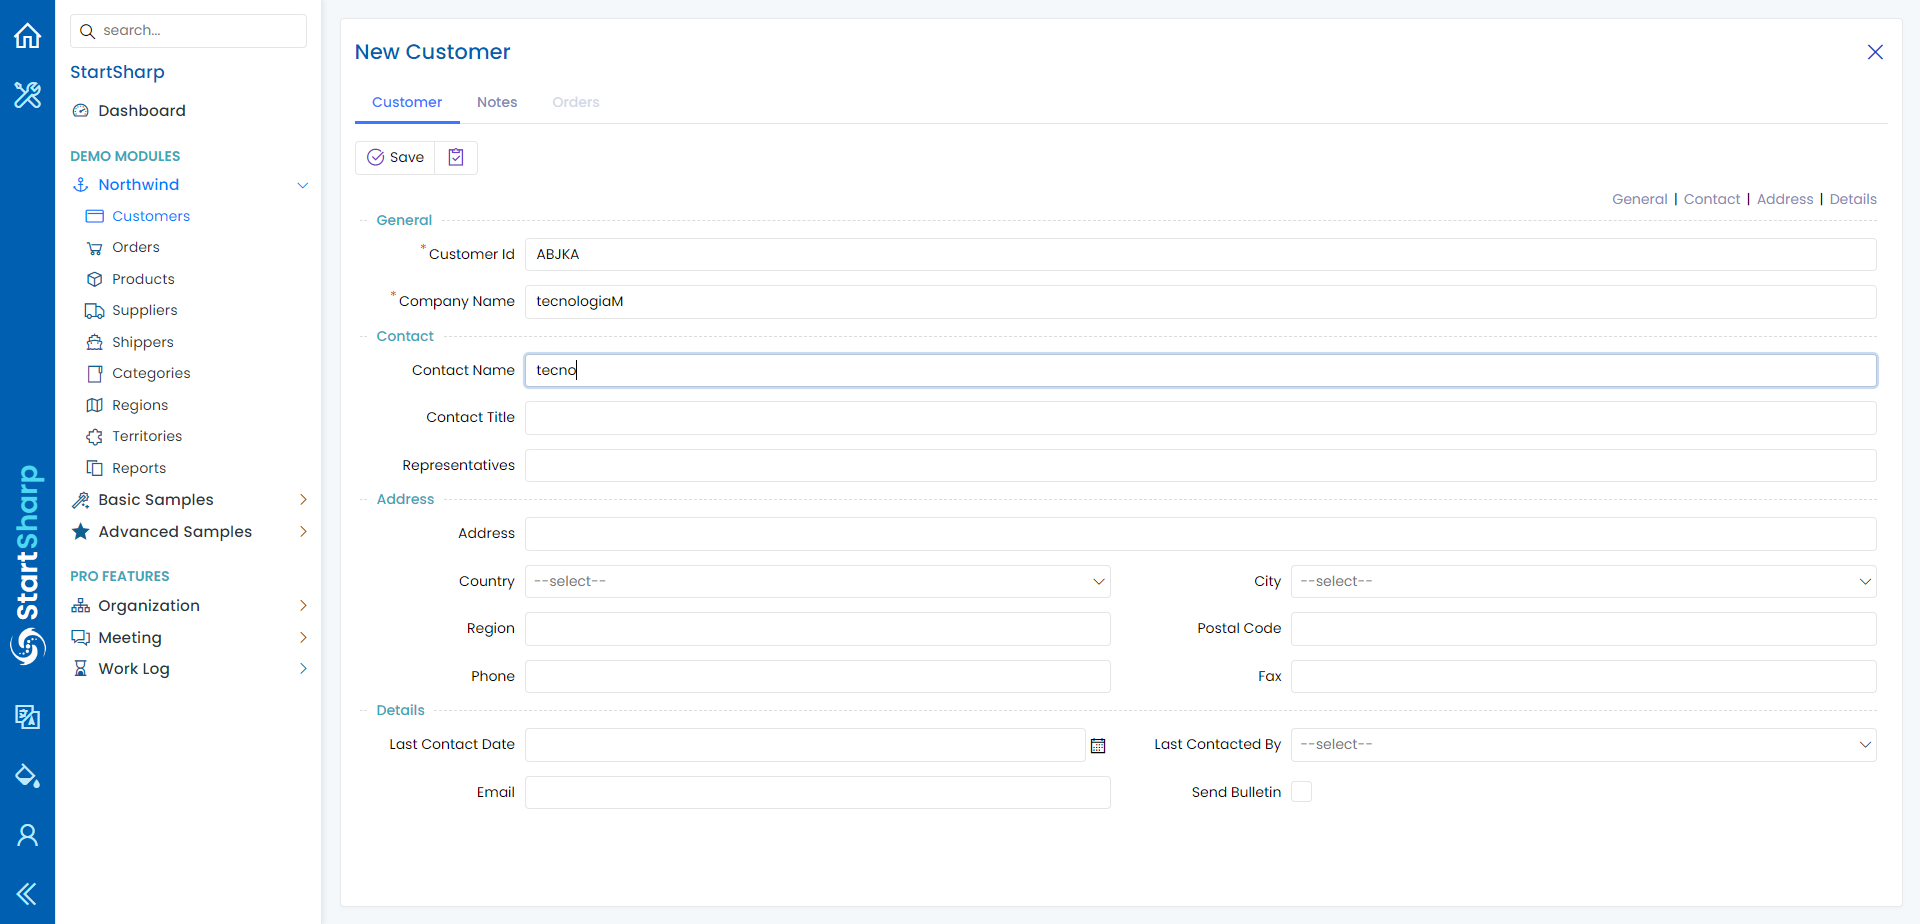 search...
StartSharp
Dashboard
DEMO MODULES
Northwind
Customers
Orders
Products
Suppliers
Shippers
Categories
Regions
Territories
Reports
Basic Samples
Advanced Samples
PRO FEATURES
Organization
Meeting
Work Log
StartSharp
New Customer
Customer Notes Orders
Save
General | Contact | Address | Details
General
* Customer Id ABJKA
* Company Name tecnologiaM
Contact
Contact Name tecno
Contact Title
Representatives
Address
Address
Country --select-- City --select--
Region Postal Code
Phone Fax
Details
Last Contact Date Last Contacted By --select--
Email Send Bulletin